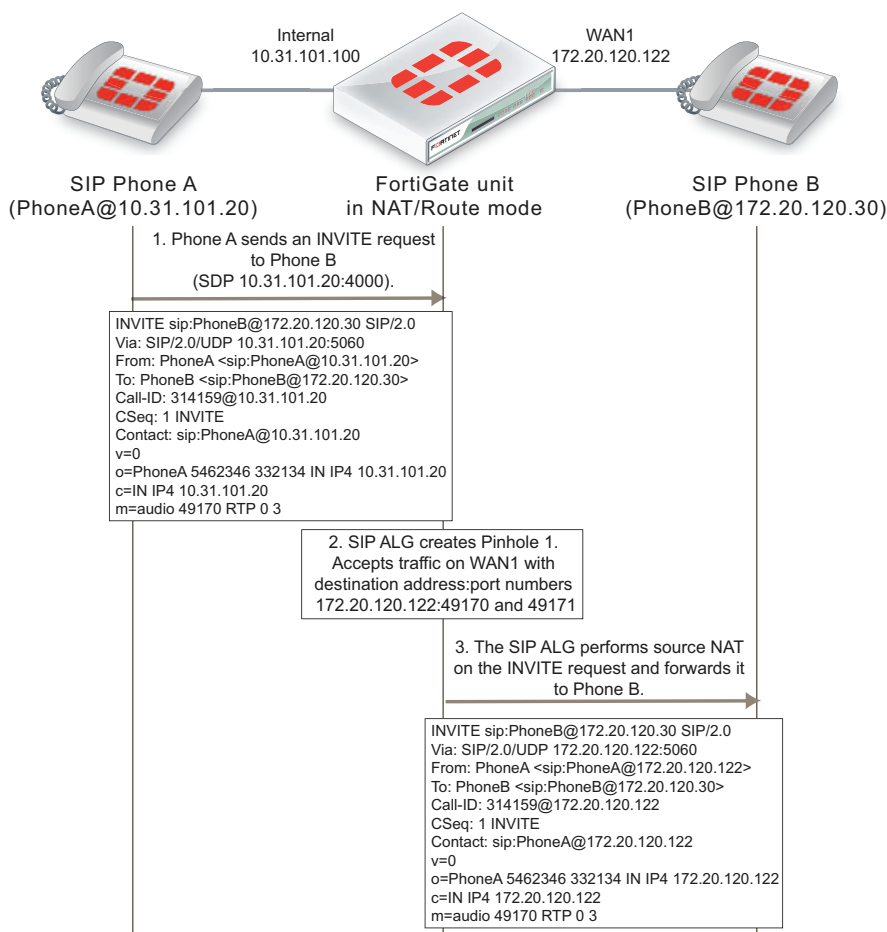 Internal
10.31.101.100
WAN1
172.20.120.122
FORTINET
SIP Phone A
(PhoneA@10.31.101.20)
FortiGate unit
in NAT/Route mode
SIP Phone B
(PhoneB@172.20.120.30)
1. Phone A sends an INVITE request
to Phone B
(SDP 10.31.101.20:4000).
INVITE sip:PhoneB@172.20.120.30 SIP/2.0
Via: SIP/2.0/UDP 10.31.101.20:5060
From: PhoneA <sip:PhoneA@10.31.101.20>
To: PhoneB <sip:PhoneB@172.20.120.30>
Call-ID: 314159@10.31.101.20
CSeq: 1 INVITE
Contact: sip:PhoneA@10.31.101.20
v=0
o=PhoneA 5462346 332134 IN IP4 10.31.101.20
c=IN IP4 10.31.101.20
m=audio 49170 RTP 0 3
2. SIP ALG creates Pinhole 1.
Accepts traffic on WAN1 with
destination address:port numbers
172.20.120.122:49170 and 49171
3. The SIP ALG performs source NAT
on the INVITE request and forwards it
to Phone B.
INVITE sip:PhoneB@172.20.120.30 SIP/2.0
Via: SIP/2.0/UDP 172.20.120.122:5060
From: PhoneA <sip:PhoneA@172.20.120.122>
To: PhoneB <sip:PhoneB@172.20.120.30>
Call-ID: 314159@172.20.120.122
CSeq: 1 INVITE
Contact: sip:PhoneA@172.20.120.122
v=0
o=PhoneA 5462346 332134 IN IP4 172.20.120.122
c=IN IP4 172.20.120.122
m=audio 49170 RTP 0 3